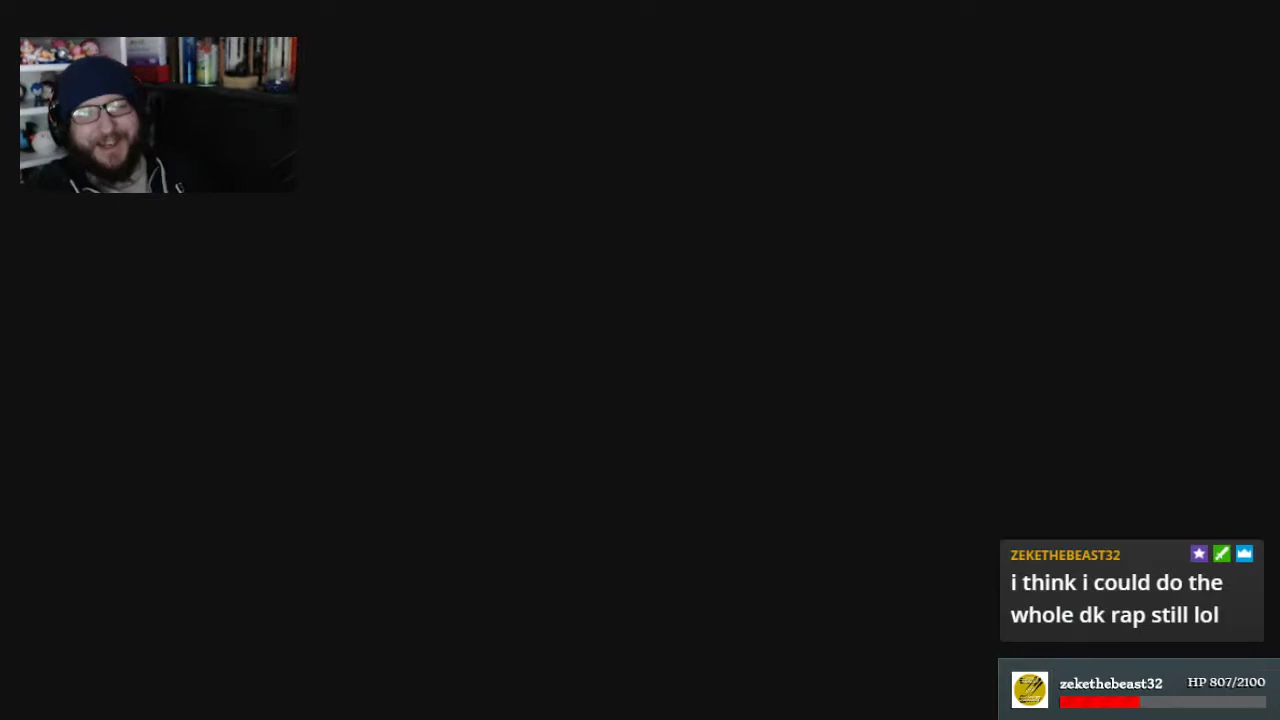 ZEKETHEBEAST32
i think i could do the
whole dk rap still lol
zekethebeast32 HP 807/2100